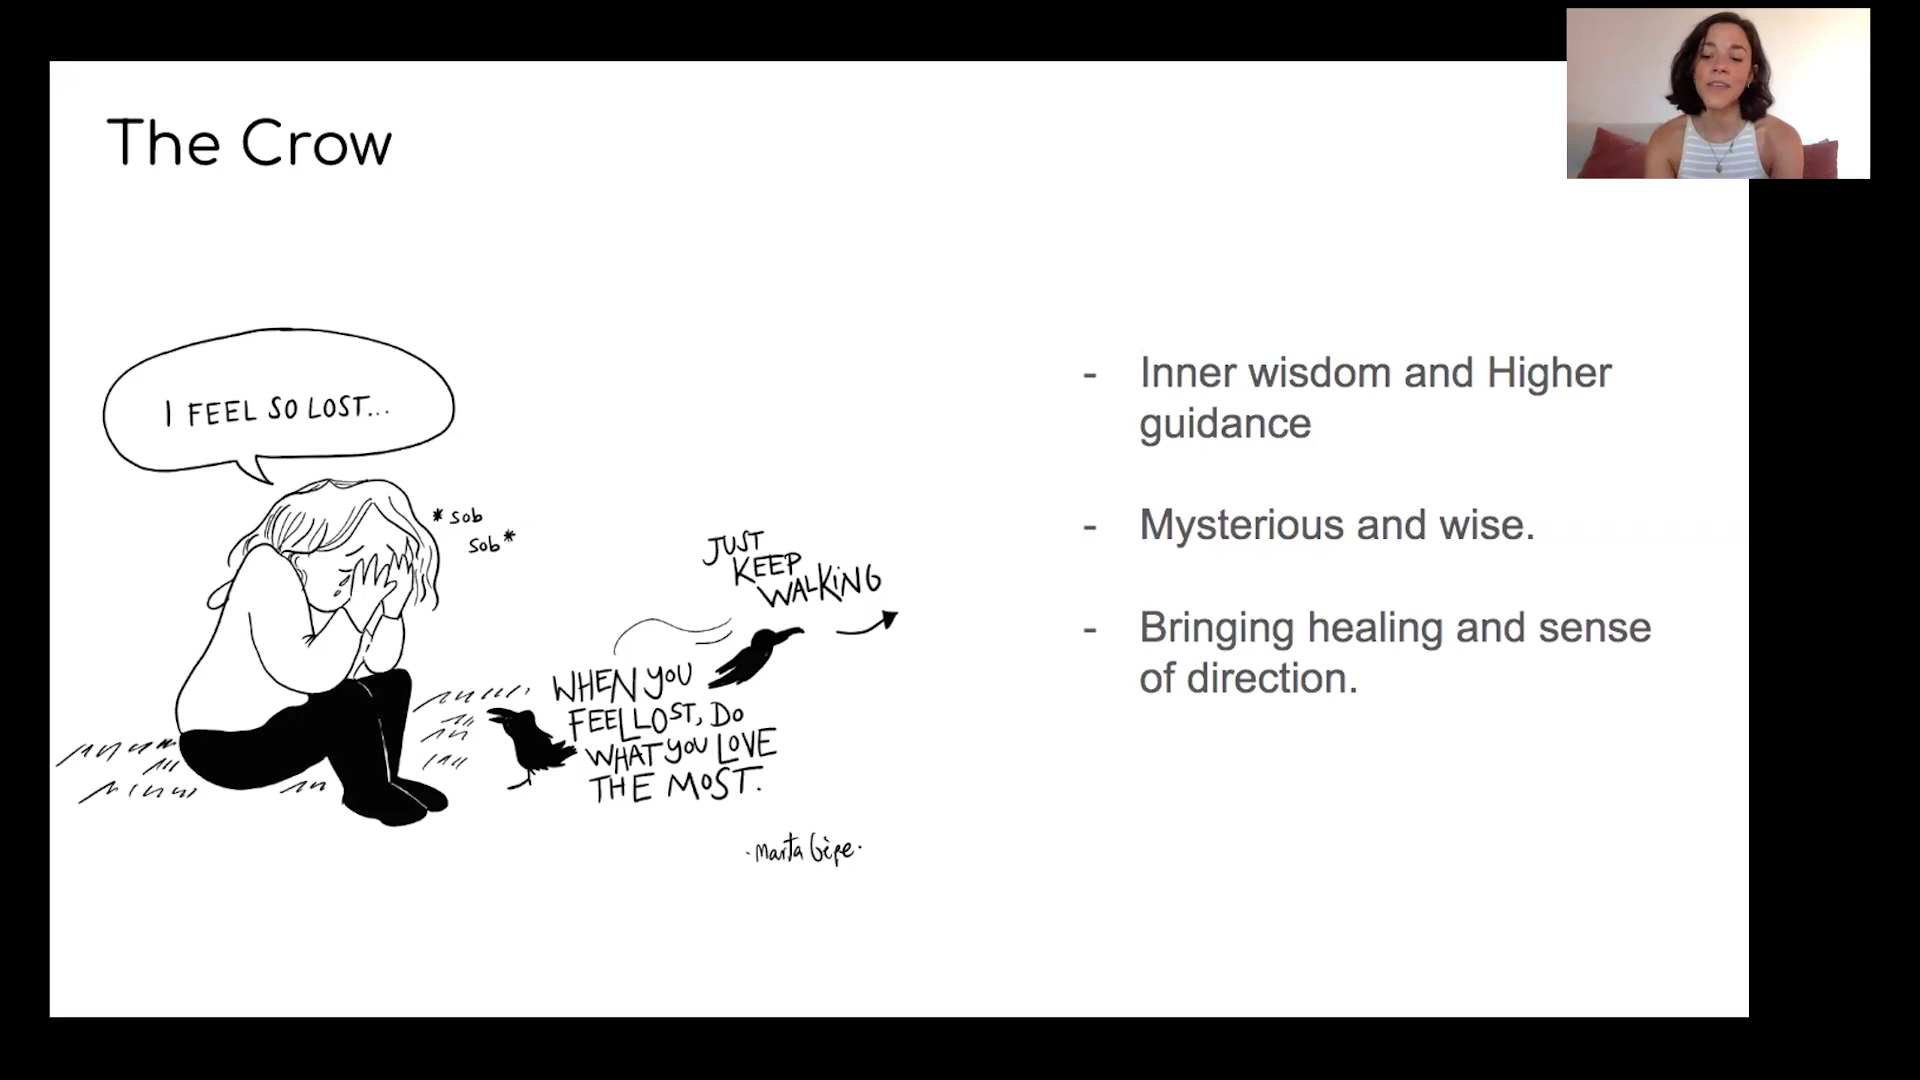 The Crow
I FEEL SO LOST...
*sob
sob*
JUST
KEEP
WALKING
WHEN YOU
FEEL LOST, DO
WHAT YOU LOVE
THE MOST.
-Marta Gèpe-
- Inner wisdom and Higher
guidance
- Mysterious and wise.
- Bringing healing and sense
of direction.